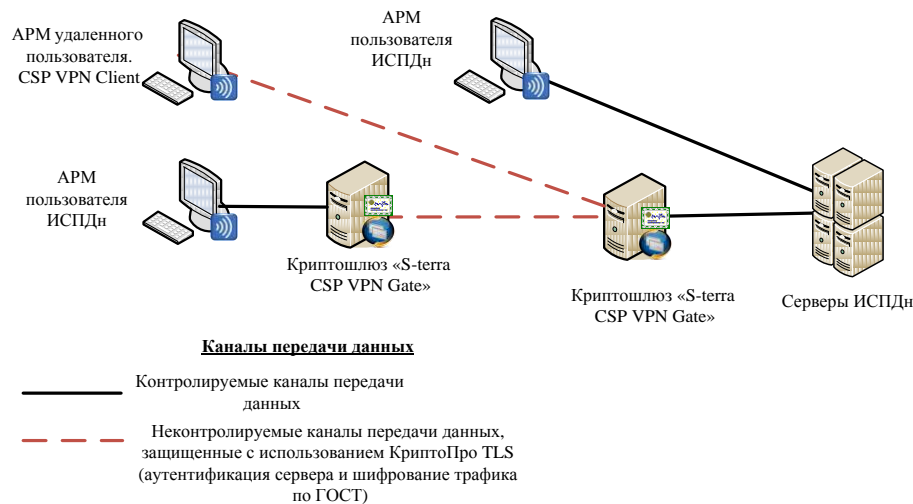 АРМ удаленного
пользователя.
CSP VPN Client
АРМ
пользователя
ИСПДн
АРМ
пользователя
ИСПДн
Криптошлюз «S-terra
CSP VPN Gate»
Криптошлюз «S-terra
CSP VPN Gate»
Серверы ИСПДн
Каналы передачи данных
Контролируемые каналы передачи
данных
Неконтролируемые каналы передачи данных,
защищенные с использованием КриптоПро TLS
(аутентификация сервера и шифрование трафика
по ГОСТ)